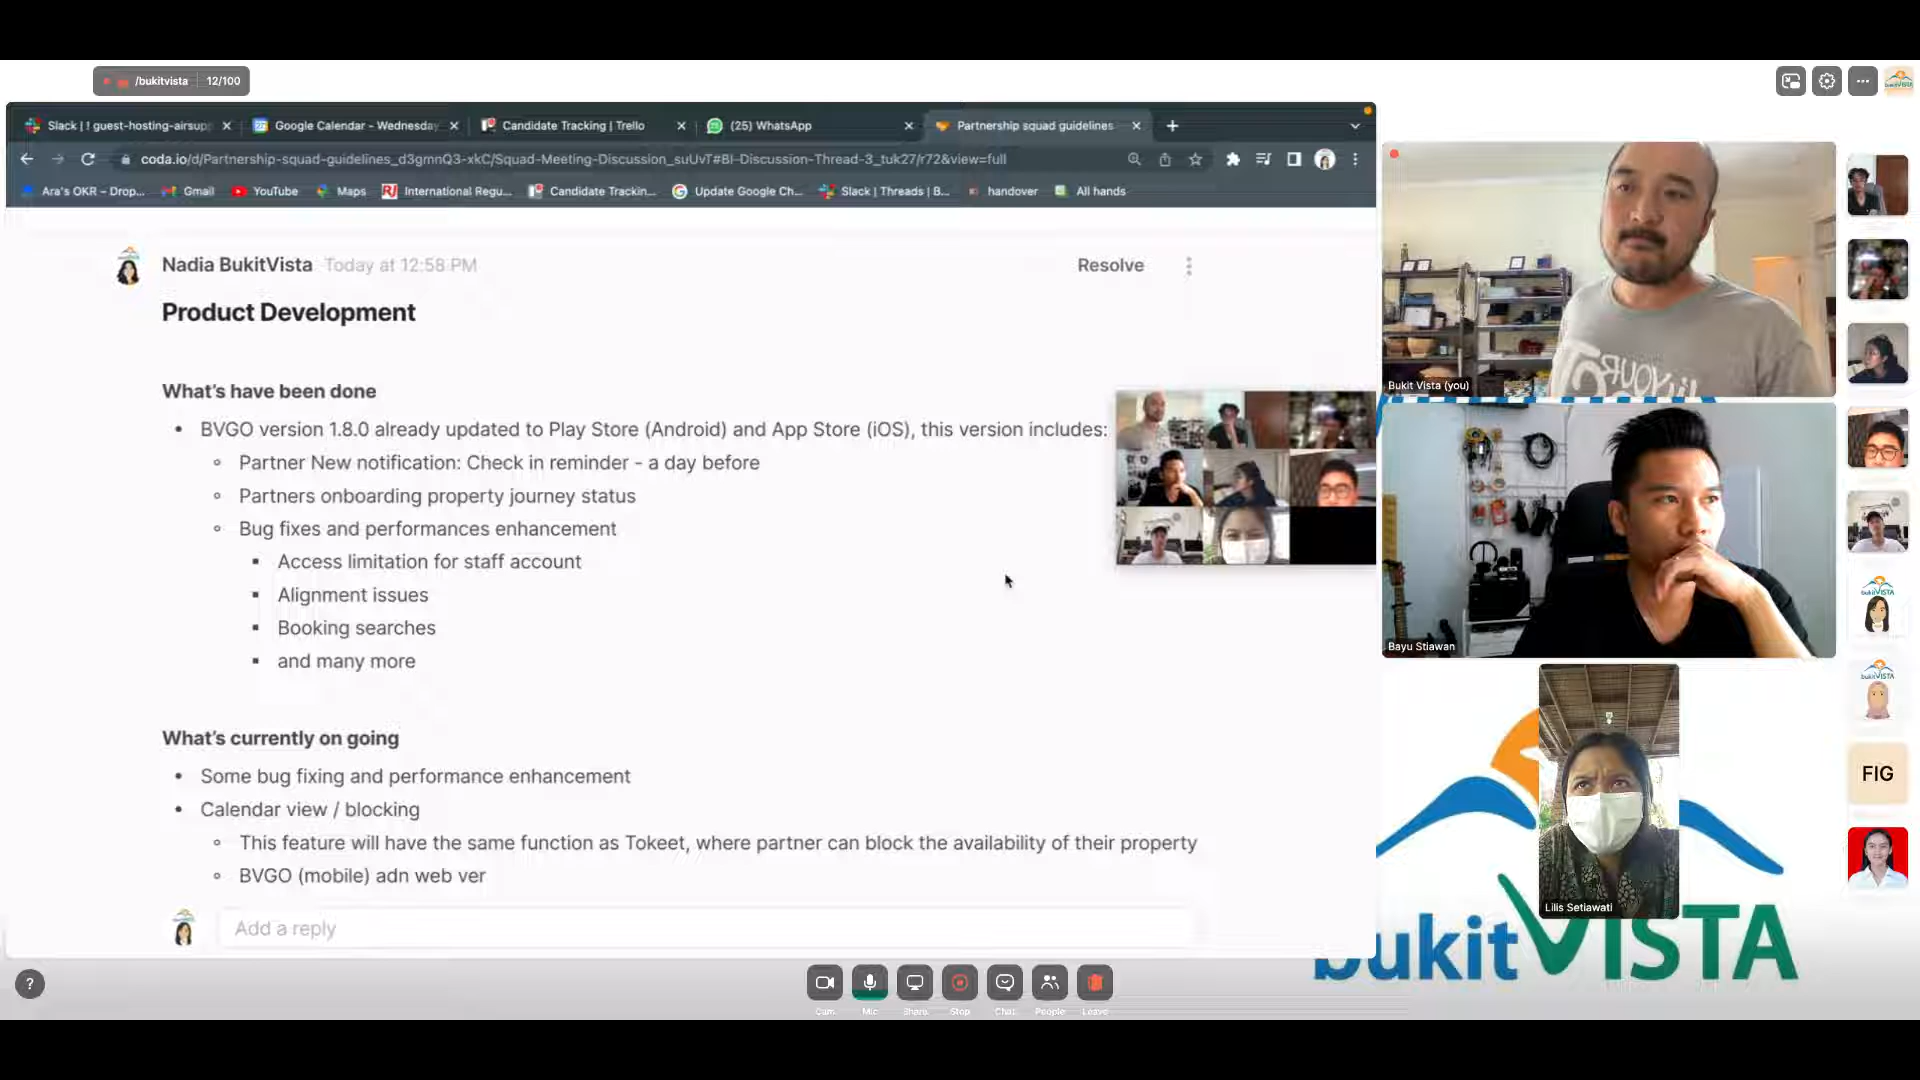 /bukitvista 12/100
Slack | ! guest-hosting-airsup
Google Calendar - Wednesday
Candidate Tracking | Trello
(25) WhatsApp
Partnership squad guidelines
coda.io/d/Partnership-squad-guidelines_d3gmnQ3-xkC/Squad-Meeting-Discussion_suUvT#BI-Discussion-Thread-3_tuk27/r72&view=full
Ara's OKR – Drop...
Gmail
YouTube
Maps
RJ
International Regu...
Candidate Trackin...
Update Google Ch...
Slack | Threads | B...
handover
All hands
Nadia BukitVista Today at 12:58 PM
Resolve
Product Development
What's have been done
• BVGO version 1.8.0 already updated to Play Store (Android) and App Store (iOS), this version includes:
Partner New notification: Check in reminder - a day before
Partners onboarding property journey status
Bug fixes and performances enhancement
Access limitation for staff account
Alignment issues
Booking searches
and many more
What's currently on going
• Some bug fixing and performance enhancement
• Calendar view / blocking
This feature will have the same function as Tokeet, where partner can block the availability of their property
BVGO (mobile) adn web ver
Add a reply
Bukit Vista (you)
Bayu Stiawan
Lilis Setiawati
FIG
bukitVISTA
?
Cam
Mic
Share
Stop
Chat
People
Leave